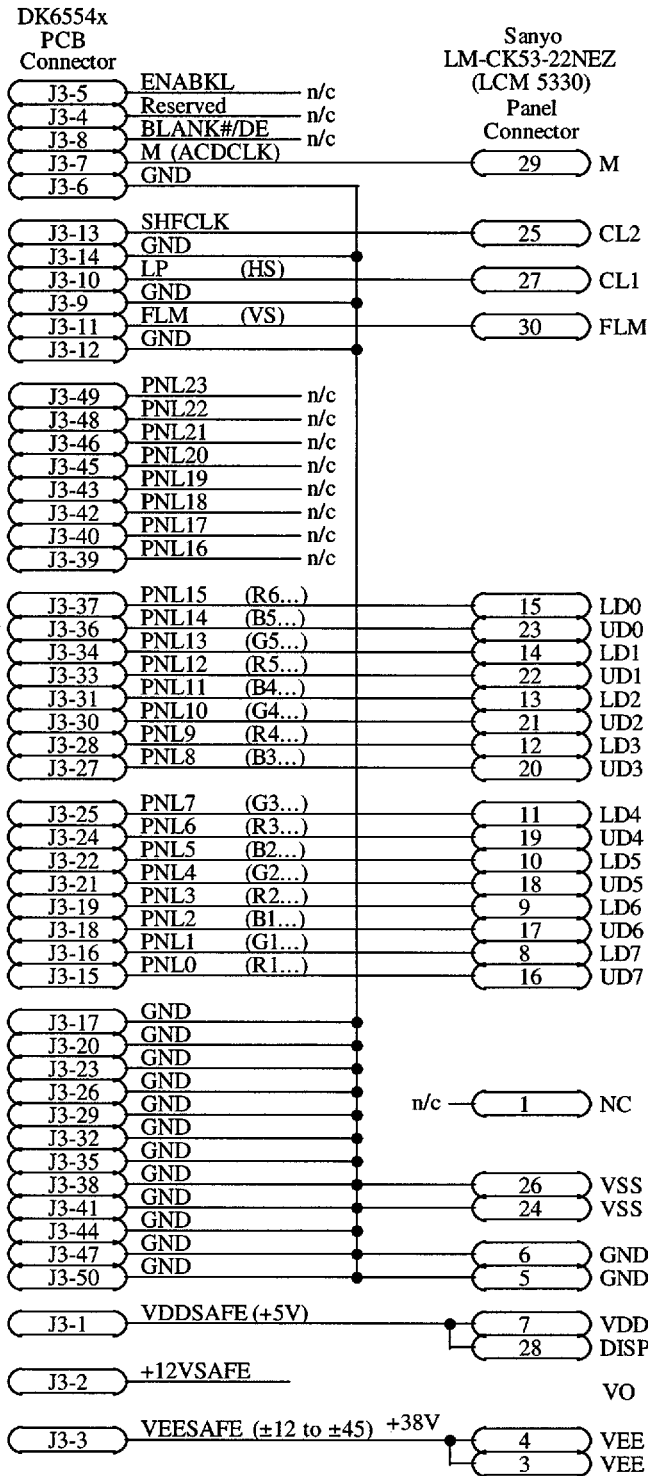 DK6554x
PCB
Connector
Sanyo
LM-CK53-22NEZ
(LCM 5330)
Panel
Connector
J3-5 ENABKL n/c
J3-4 Reserved n/c
J3-8 BLANK#/DE n/c
J3-7 M (ACDCLK) 29 M
J3-6 GND
J3-13 SHFCLK 25 CL2
J3-14 GND
J3-10 LP (HS) 27 CL1
J3-9 GND
J3-11 FLM (VS) 30 FLM
J3-12 GND
J3-49 PNL23 n/c
J3-48 PNL22 n/c
J3-46 PNL21 n/c
J3-45 PNL20 n/c
J3-43 PNL19 n/c
J3-42 PNL18 n/c
J3-40 PNL17 n/c
J3-39 PNL16 n/c
J3-37 PNL15 (R6...) 15 LD0
J3-36 PNL14 (B5...) 23 UD0
J3-34 PNL13 (G5...) 14 LD1
J3-33 PNL12 (R5...) 22 UD1
J3-31 PNL11 (B4...) 13 LD2
J3-30 PNL10 (G4...) 21 UD2
J3-28 PNL9 (R4...) 12 LD3
J3-27 PNL8 (B3...) 20 UD3
J3-25 PNL7 (G3...) 11 LD4
J3-24 PNL6 (R3...) 19 UD4
J3-22 PNL5 (B2...) 10 LD5
J3-21 PNL4 (G2...) 18 UD5
J3-19 PNL3 (R2...) 9 LD6
J3-18 PNL2 (B1...) 17 UD6
J3-16 PNL1 (G1...) 8 LD7
J3-15 PNL0 (R1...) 16 UD7
J3-17 GND
J3-20 GND
J3-23 GND
J3-26 GND
J3-29 GND n/c 1 NC
J3-32 GND
J3-35 GND
J3-38 GND 26 VSS
J3-41 GND 24 VSS
J3-44 GND
J3-47 GND 6 GND
J3-50 GND 5 GND
J3-1 VDDSAFE (+5V) 7 VDD
28 DISP
J3-2 +12VSAFE
VO
J3-3 VEESAFE (±12 to ±45) +38V 4 VEE
3 VEE